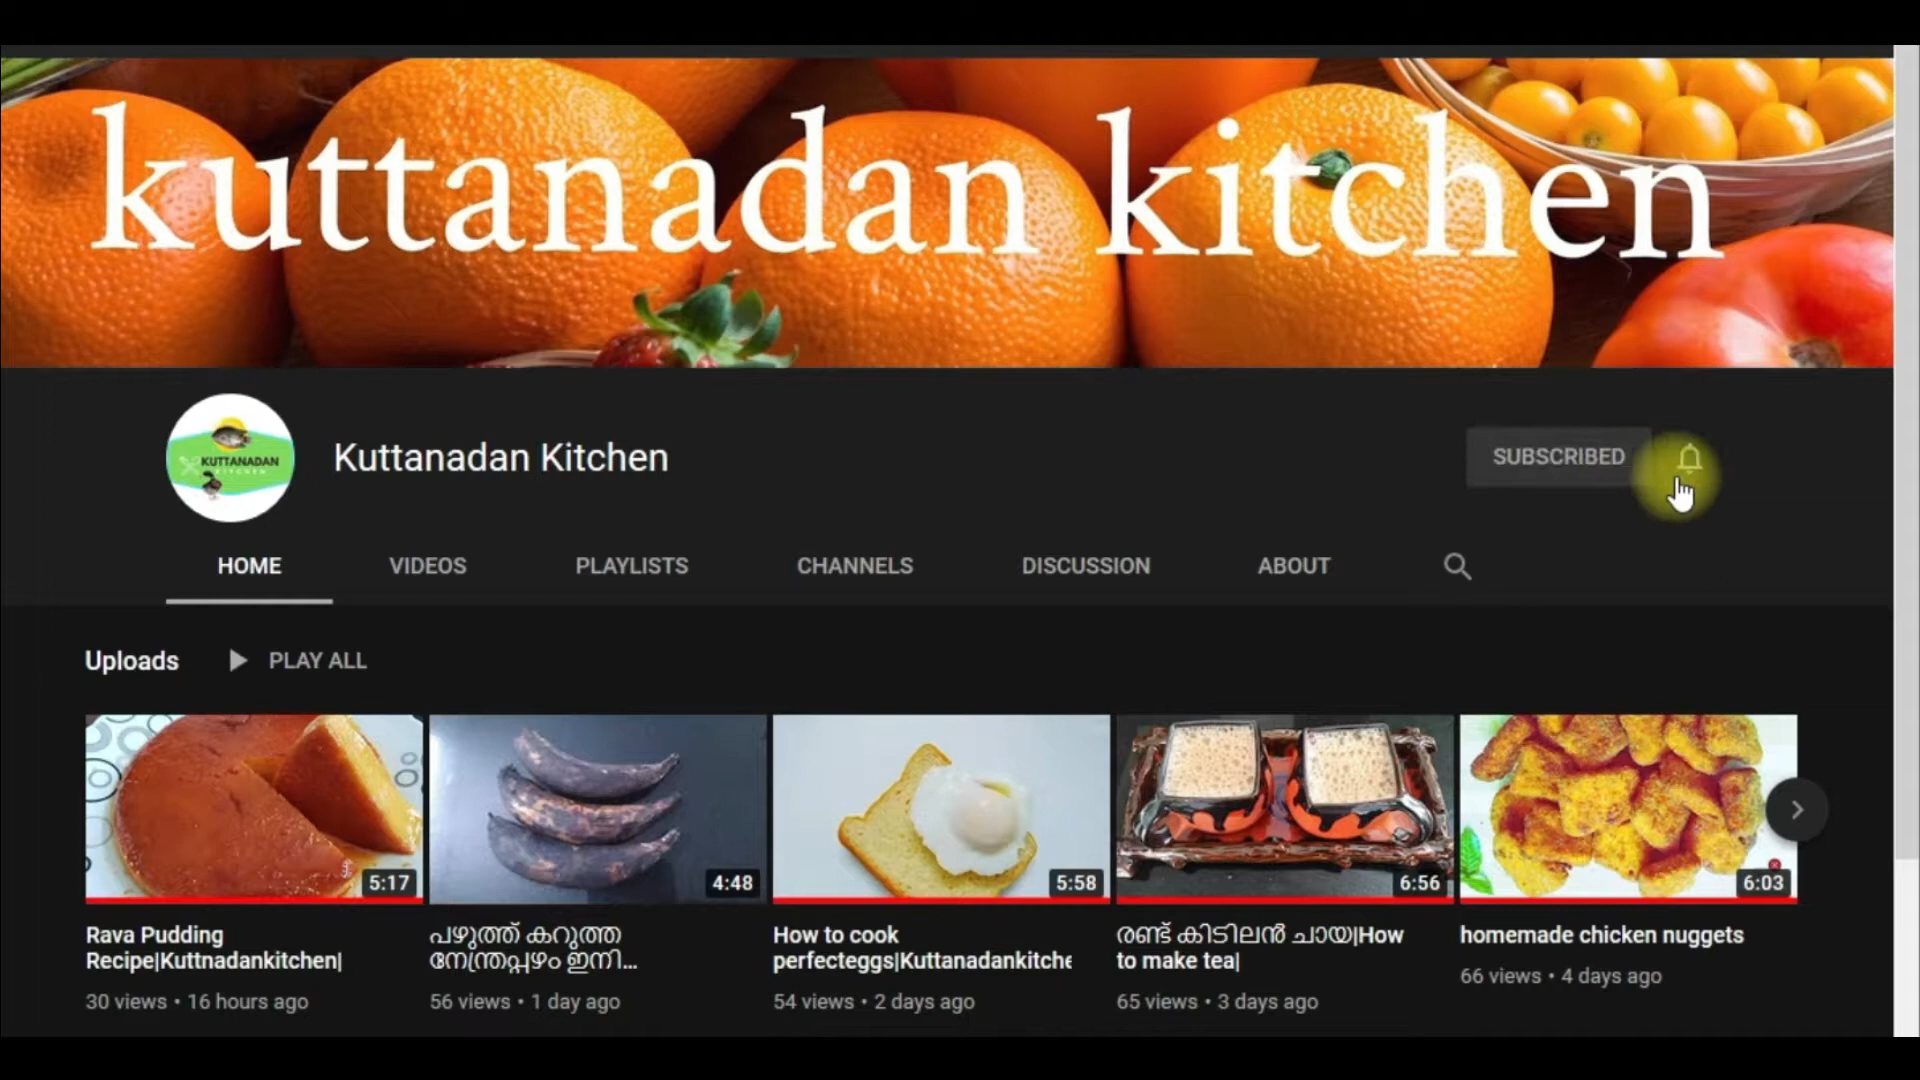 kuttanadan kitchen
KUTTANADAN
KITCHEN
Kuttanadan Kitchen
SUBSCRIBED
HOME
VIDEOS
PLAYLISTS
CHANNELS
DISCUSSION
ABOUT
Uploads
PLAY ALL
5:17
4:48
5:58
6:56
6:03
Rava Pudding
Recipe|Kuttnadankitchen|
30 views • 16 hours ago
പഴുത്ത് കറുത്ത
നേന്ത്രപ്പഴം ഇനി...
56 views • 1 day ago
How to cook
perfecteggs|Kuttanadankitche
54 views • 2 days ago
രണ്ട് കിടിലൻ ചായ|How
to make tea|
65 views • 3 days ago
homemade chicken nuggets
66 views • 4 days ago